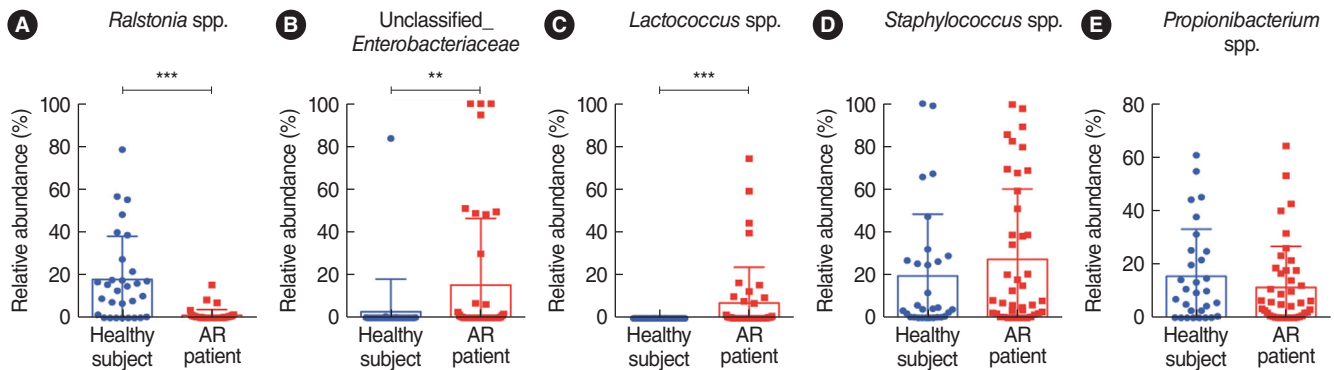 A
Ralstonia spp.
***
Relative abundance (%)
100
80
60
40
20
0
Healthy
subject
AR
patient
B
Unclassified_
Enterobacteriaceae
**
Relative abundance (%)
100
80
60
40
20
0
Healthy
subject
AR
patient
C
Lactococcus spp.
***
Relative abundance (%)
100
80
60
40
20
0
Healthy
subject
AR
patient
D
Staphylococcus spp.
Relative abundance (%)
100
80
60
40
20
0
Healthy
subject
AR
patient
E
Propionibacterium
spp.
Relative abundance (%)
80
60
40
20
0
Healthy
subject
AR
patient